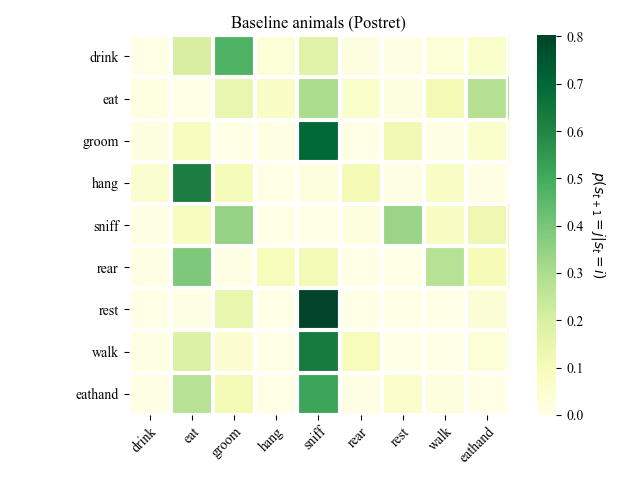 Baseline animals (Postret)
drink
eat
groom
hang
sniff
rear
rest
walk
eathand
drink
eat
groom
hang
sniff
rear
rest
walk
eathand
0.8
0.7
0.6
0.5
0.4
0.3
0.2
0.1
0.0
p(s_{t+1} = j|s_t = i)